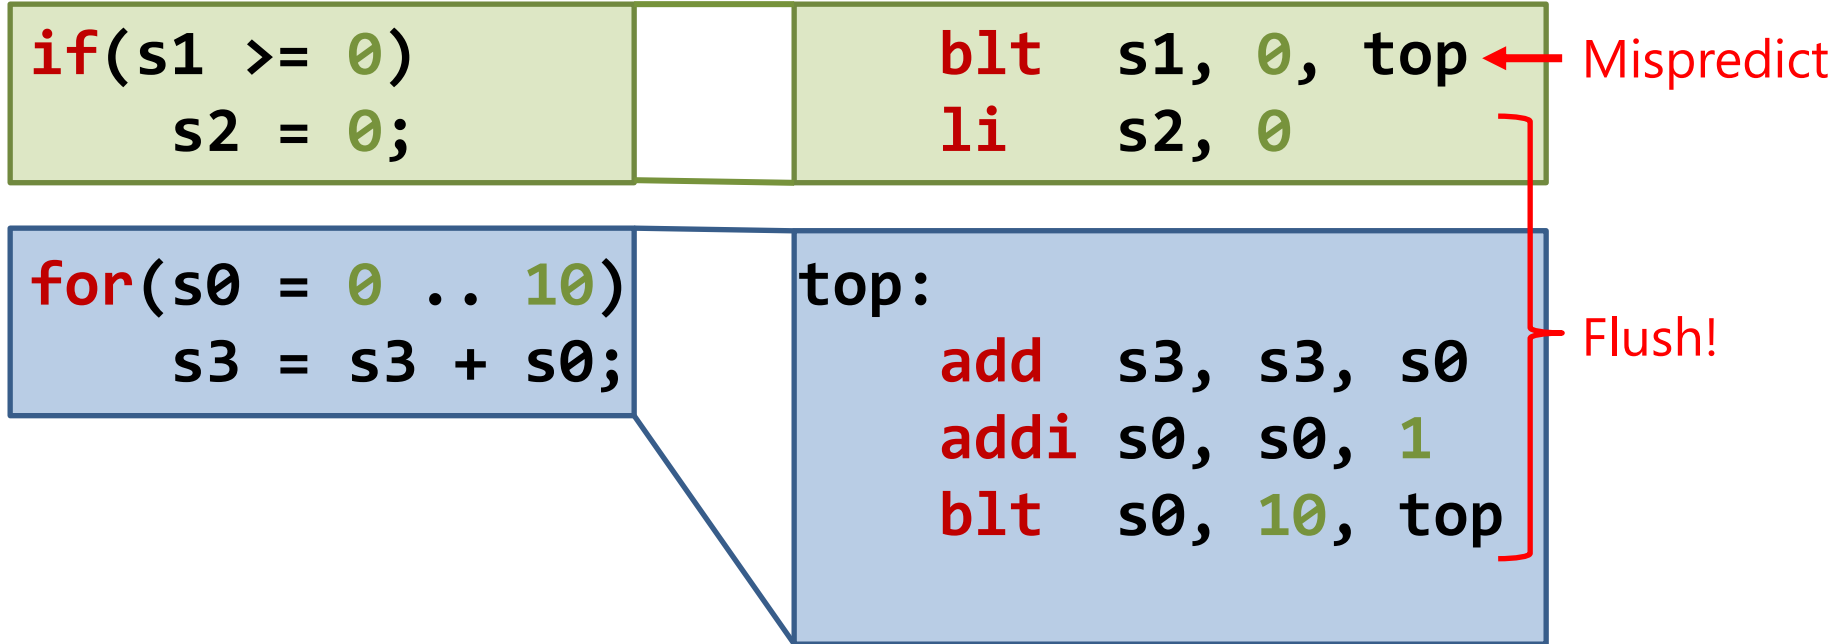 if(s1 >= 0)
    s2 = 0;
for(s0 = 0 .. 10)
    s3 = s3 + s0;
    blt  s1, 0, top
    li   s2, 0
top:
    add  s3, s3, s0
    addi s0, s0, 1
    blt  s0, 10, top
Mispredict
Flush!